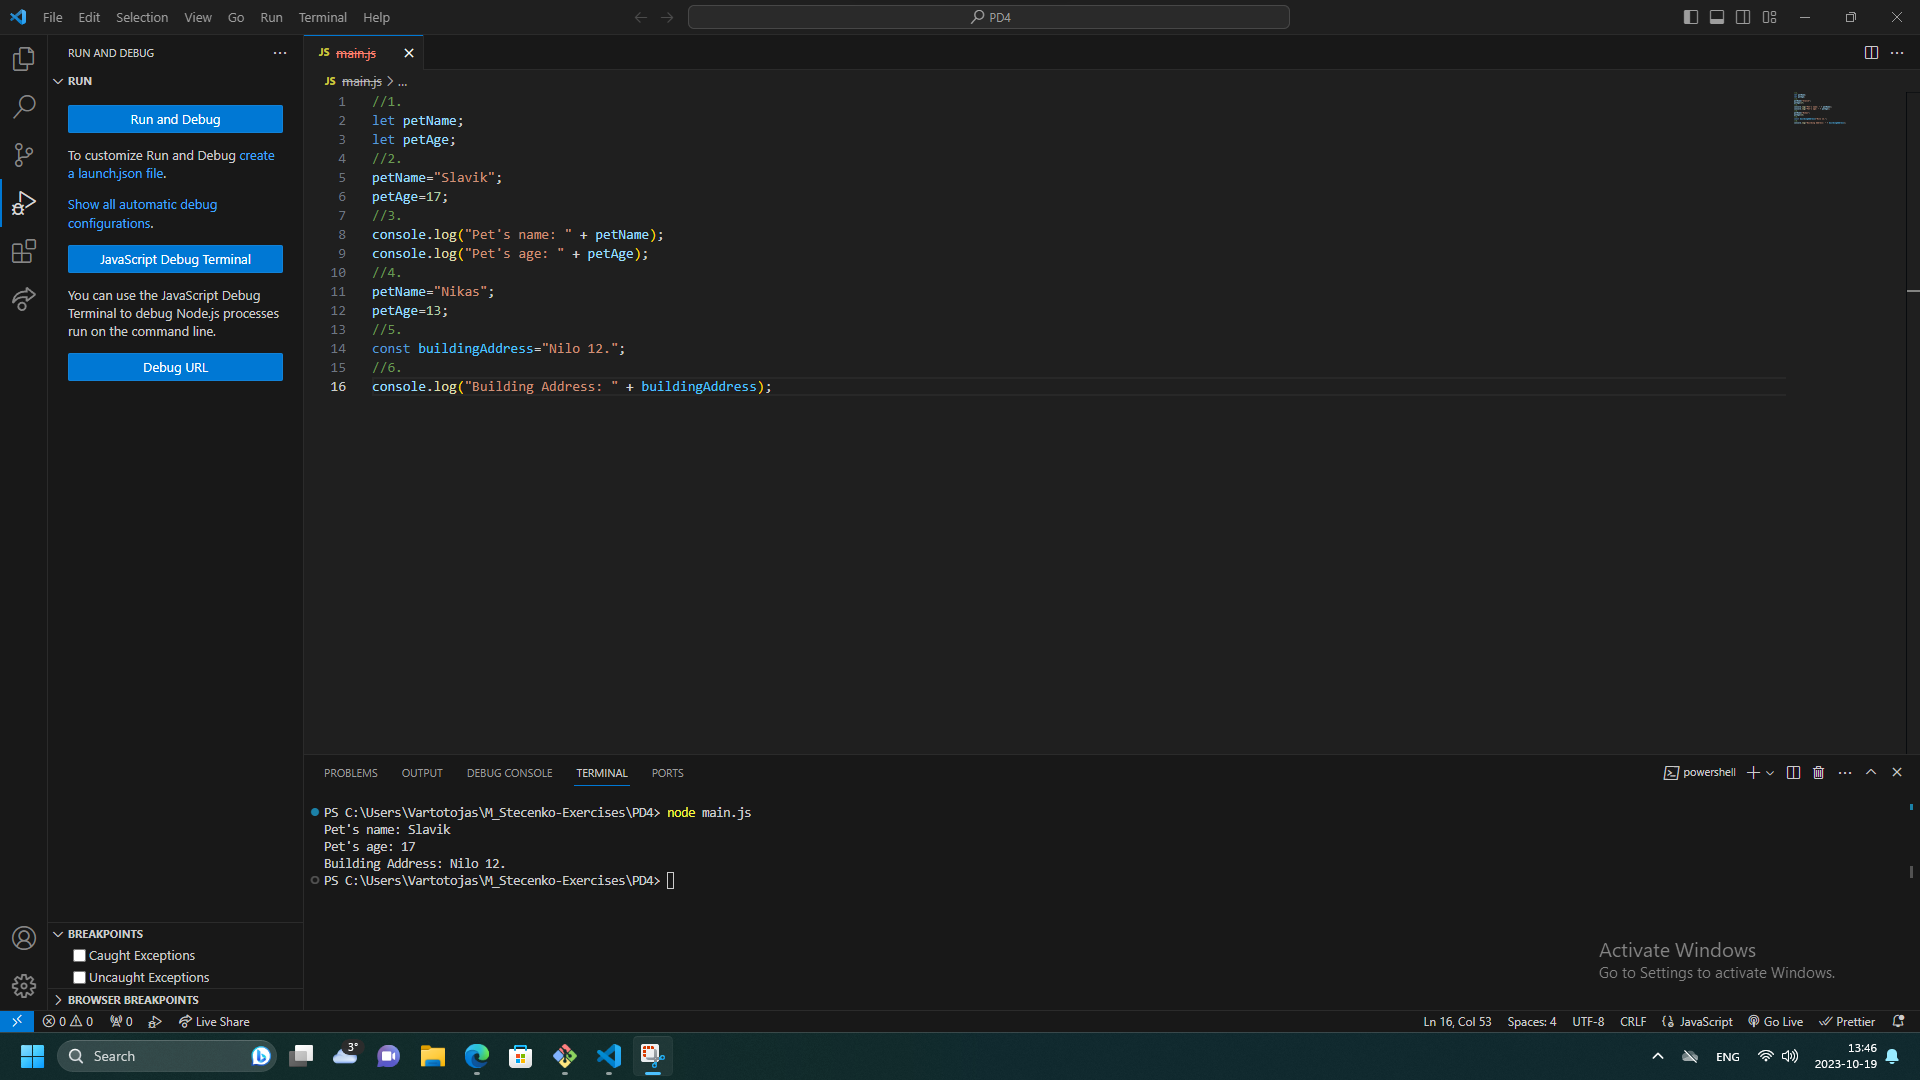 File Edit Selection View Go Run Terminal Help
PD4
RUN AND DEBUG
RUN
Run and Debug
To customize Run and Debug create
a launch.json file.
Show all automatic debug
configurations.
JavaScript Debug Terminal
You can use the JavaScript Debug
Terminal to debug Node.js processes
run on the command line.
Debug URL
BREAKPOINTS
Caught Exceptions
Uncaught Exceptions
BROWSER BREAKPOINTS
JS main.js
JS main.js > ...
1 //1.
2 let petName;
3 let petAge;
4 //2.
5 petName="Slavik";
6 petAge=17;
7 //3.
8 console.log("Pet's name: " + petName);
9 console.log("Pet's age: " + petAge);
10 //4.
11 petName="Nikas";
12 petAge=13;
13 //5.
14 const buildingAddress="Nilo 12.";
15 //6.
16 console.log("Building Address: " + buildingAddress);
PROBLEMS OUTPUT DEBUG CONSOLE TERMINAL PORTS
powershell
PS C:\Users\Vartotojas\M_Stecenko-Exercises\PD4> node main.js
Pet's name: Slavik
Pet's age: 17
Building Address: Nilo 12.
PS C:\Users\Vartotojas\M_Stecenko-Exercises\PD4>
Activate Windows
Go to Settings to activate Windows.
0 0 0 Live Share
Ln 16, Col 53 Spaces: 4 UTF-8 CRLF {} JavaScript Go Live Prettier
Search
3°
ENG
13:46
2023-10-19